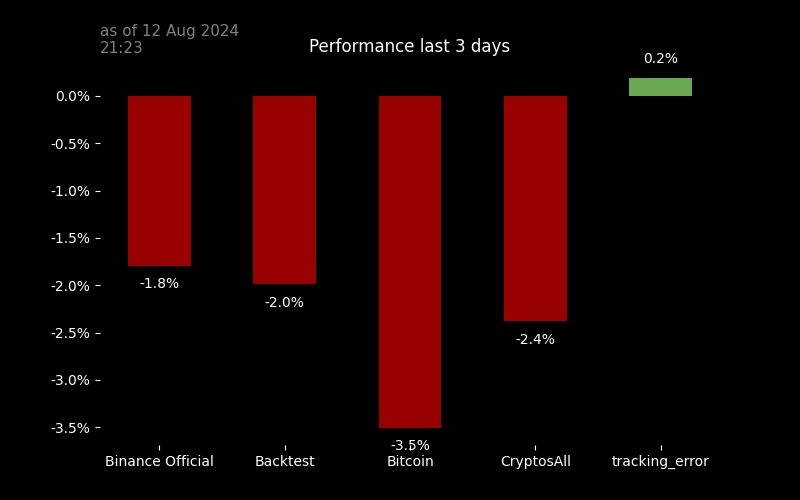 as of 12 Aug 2024
21:23
Performance last 3 days
0.2%
0.0%
-0.5%
-1.0%
-1.5%
-2.0%
-2.5%
-3.0%
-3.5%
-1.8%
-2.0%
-3.5%
-2.4%
Binance Official
Backtest
Bitcoin
CryptosAll
tracking_error